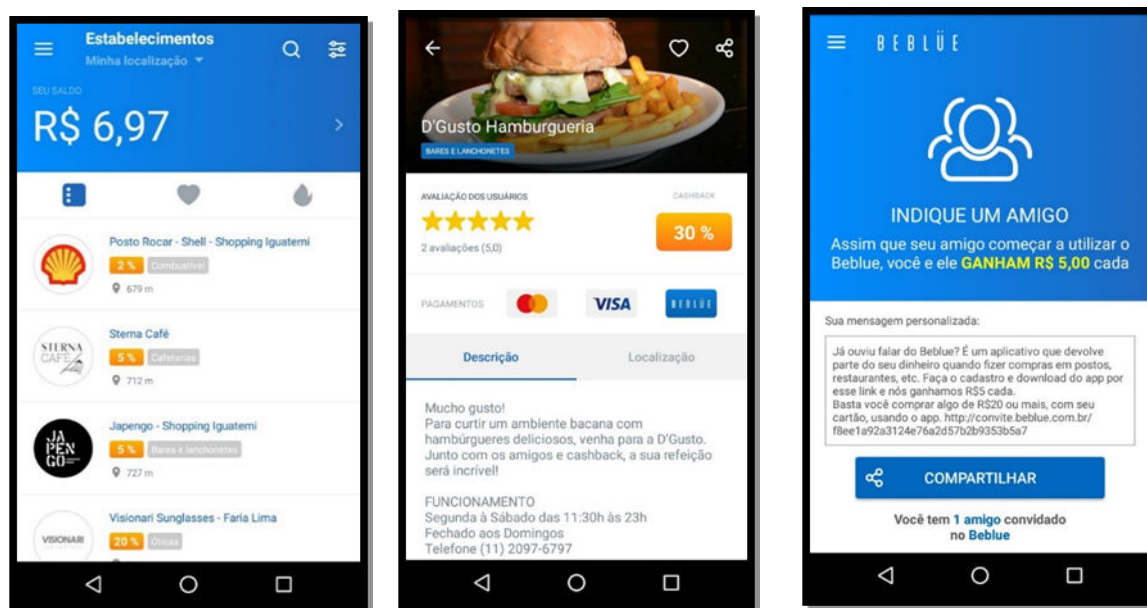 Estabelecimentos
Minha localização
SEU SALDO
R$ 6,97
Posto Rocar - Shell - Shopping Iguatemi
2 % Combustível
679 m
STERNA
CAFÉ
Sterna Café
5 % Cafeterias
712 m
JA
PEN
GO
Japengo - Shopping Iguatemi
5 % Bares e lanchonetes
727 m
VISIONARI
Visionari Sunglasses - Faria Lima
20 % Óticas
D'Gusto Hamburgueria
BARES E LANCHONETES
AVALIAÇÃO DOS USUÁRIOS
CASHBACK
30 %
2 avaliações (5,0)
PAGAMENTOS
VISA
BEBLÜE
Descrição
Localização
Mucho gusto!
Para curtir um ambiente bacana com
hambúrgueres deliciosos, venha para a D'Gusto.
Junto com os amigos e cashback, a sua refeição
será incrível!
FUNCIONAMENTO
Segunda à Sábado das 11:30h às 23h
Fechado aos Domingos
Telefone (11) 2097-6797
BEBLÜE
INDIQUE UM AMIGO
Assim que seu amigo começar a utilizar o
Beblue, você e ele GANHAM R$ 5,00 cada
Sua mensagem personalizada:
Já ouviu falar do Beblue? É um aplicativo que devolve
parte do seu dinheiro quando fizer compras em postos,
restaurantes, etc. Faça o cadastro e download do app por
esse link e nós ganhamos R$5 cada.
Basta você comprar algo de R$20 ou mais, com seu
cartão, usando o app. http://convite.beblue.com.br/
f8ee1a92a3124e76a2d57b2b9353b5a7
COMPARTILHAR
Você tem 1 amigo convidado
no Beblue